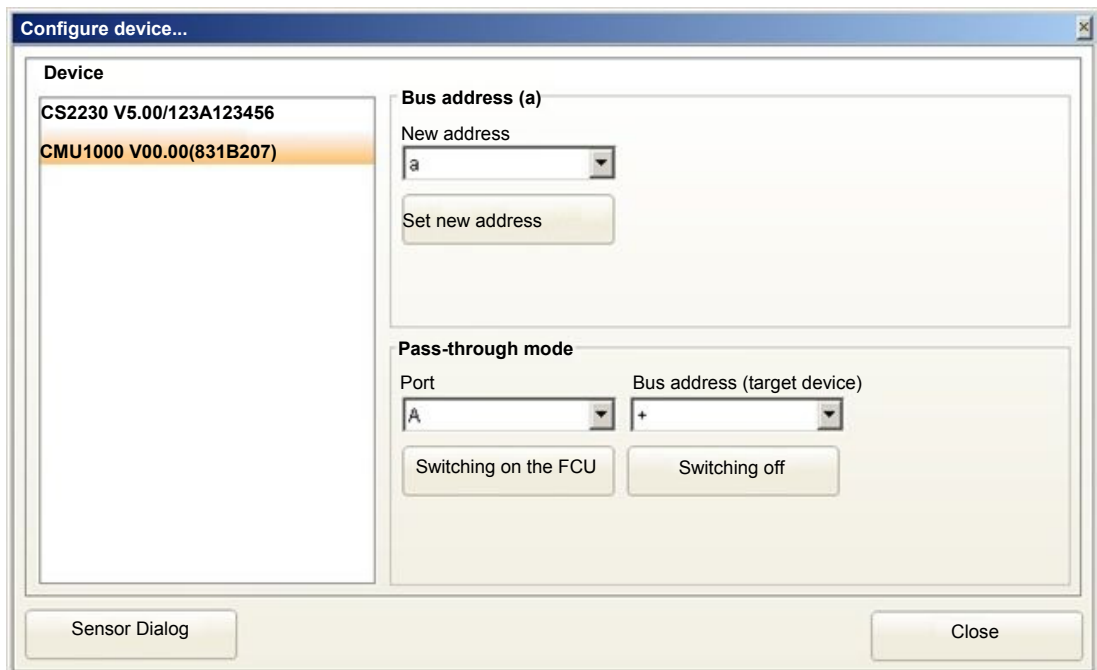 Configure device...
Device
CS2230 V5.00/123A123456
CMU1000 V00.00(831B207)
Bus address (a)
New address
a
Set new address
Pass-through mode
Port
Bus address (target device)
A
+
Switching on the FCU
Switching off
Sensor Dialog
Close